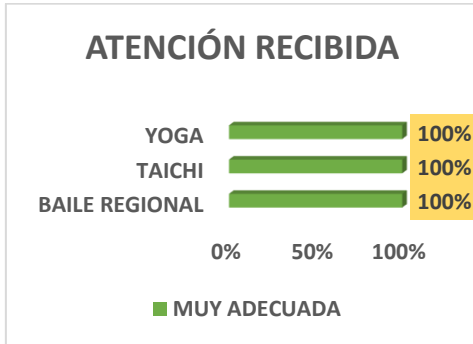 ATENCIÓN RECIBIDA
YOGA 100%
TAICHI 100%
BAILE REGIONAL 100%
0% 50% 100%
MUY ADECUADA